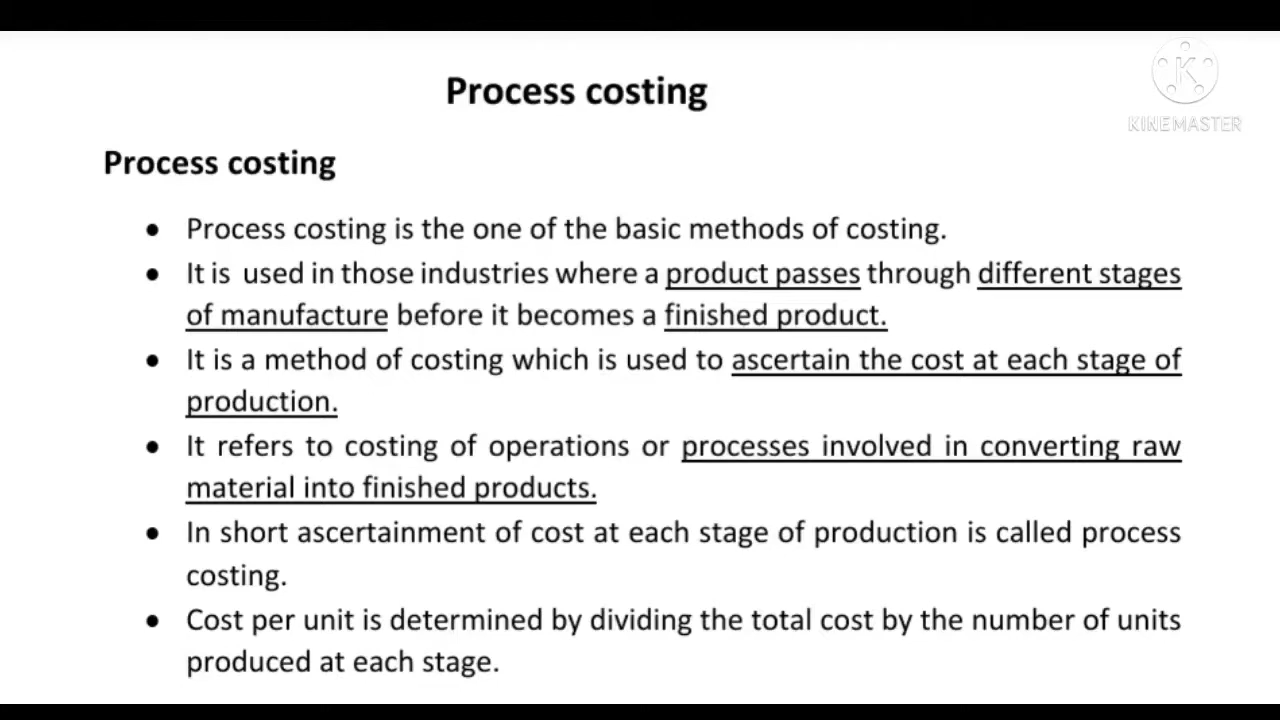 Process costing
KINEMASTER
Process costing
• Process costing is the one of the basic methods of costing.
• It is used in those industries where a product passes through different stages
of manufacture before it becomes a finished product.
• It is a method of costing which is used to ascertain the cost at each stage of
production.
• It refers to costing of operations or processes involved in converting raw
material into finished products.
• In short ascertainment of cost at each stage of production is called process
costing.
• Cost per unit is determined by dividing the total cost by the number of units
produced at each stage.